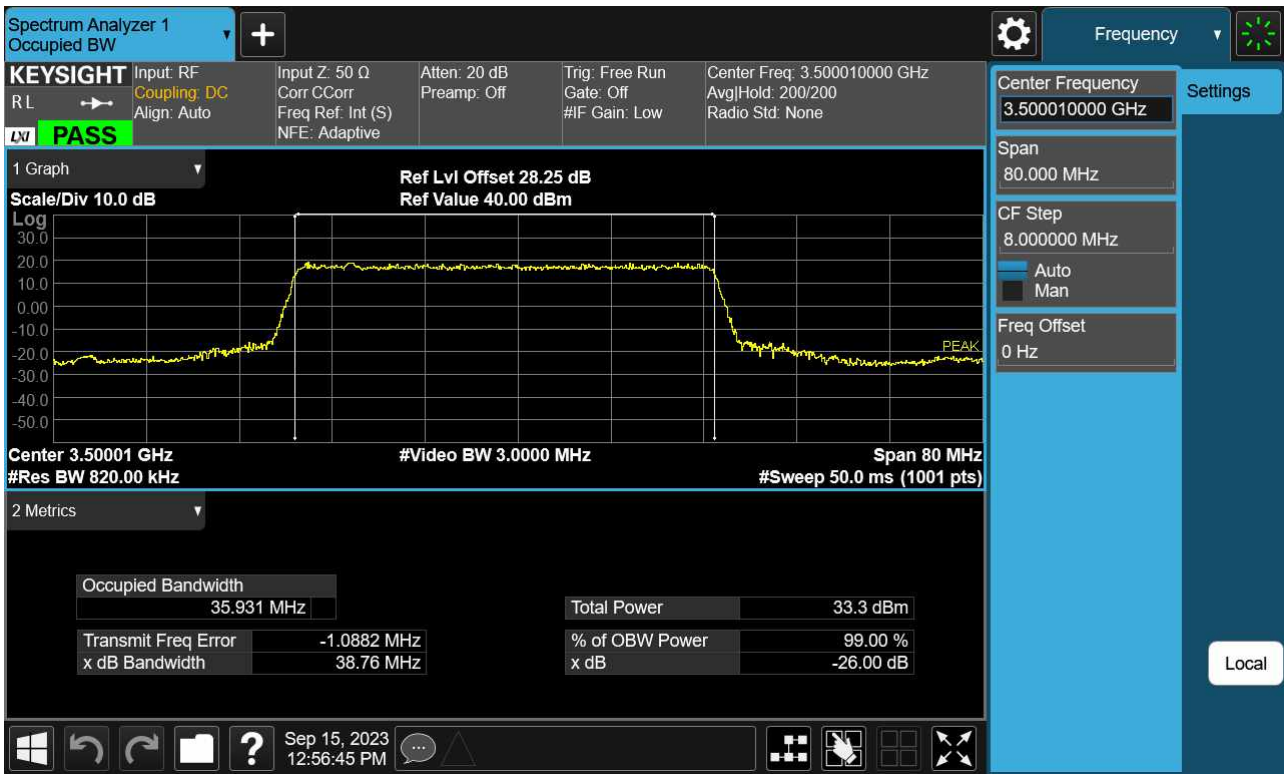 Spectrum Analyzer 1
Occupied BW
+
Frequency
KEYSIGHT
R L
LXI
PASS
Input: RF
Coupling: DC
Align: Auto
Input Z: 50 Ω
Corr CCorr
Freq Ref: Int (S)
NFE: Adaptive
Atten: 20 dB
Preamp: Off
Trig: Free Run
Gate: Off
#IF Gain: Low
Center Freq: 3.500010000 GHz
Avg|Hold: 200/200
Radio Std: None
Center Frequency
3.500010000 GHz
Settings
Span
80.000 MHz
CF Step
8.000000 MHz
Auto
Man
Freq Offset
0 Hz
Local
1 Graph
Ref Lvl Offset 28.25 dB
Scale/Div 10.0 dB
Ref Value 40.00 dBm
Log
30.0
20.0
10.0
0.00
-10.0
-20.0
-30.0
-40.0
-50.0
PEAK
Center 3.50001 GHz
#Video BW 3.0000 MHz
Span 80 MHz
#Res BW 820.00 kHz
#Sweep 50.0 ms (1001 pts)
2 Metrics
Occupied Bandwidth
35.931 MHz
Total Power 33.3 dBm
Transmit Freq Error -1.0882 MHz
% of OBW Power 99.00 %
x dB Bandwidth 38.76 MHz
x dB -26.00 dB
?
Sep 15, 2023
12:56:45 PM